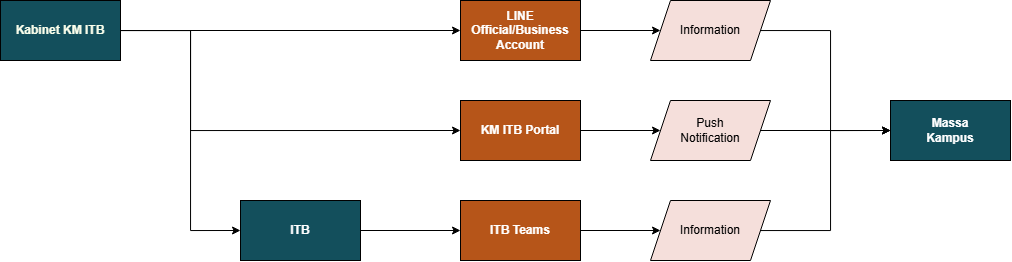 Kabinet KM ITB
LINE
Official/Business
Account
Information
KM ITB Portal
Push
Notification
Massa
Kampus
ITB
ITB Teams
Information